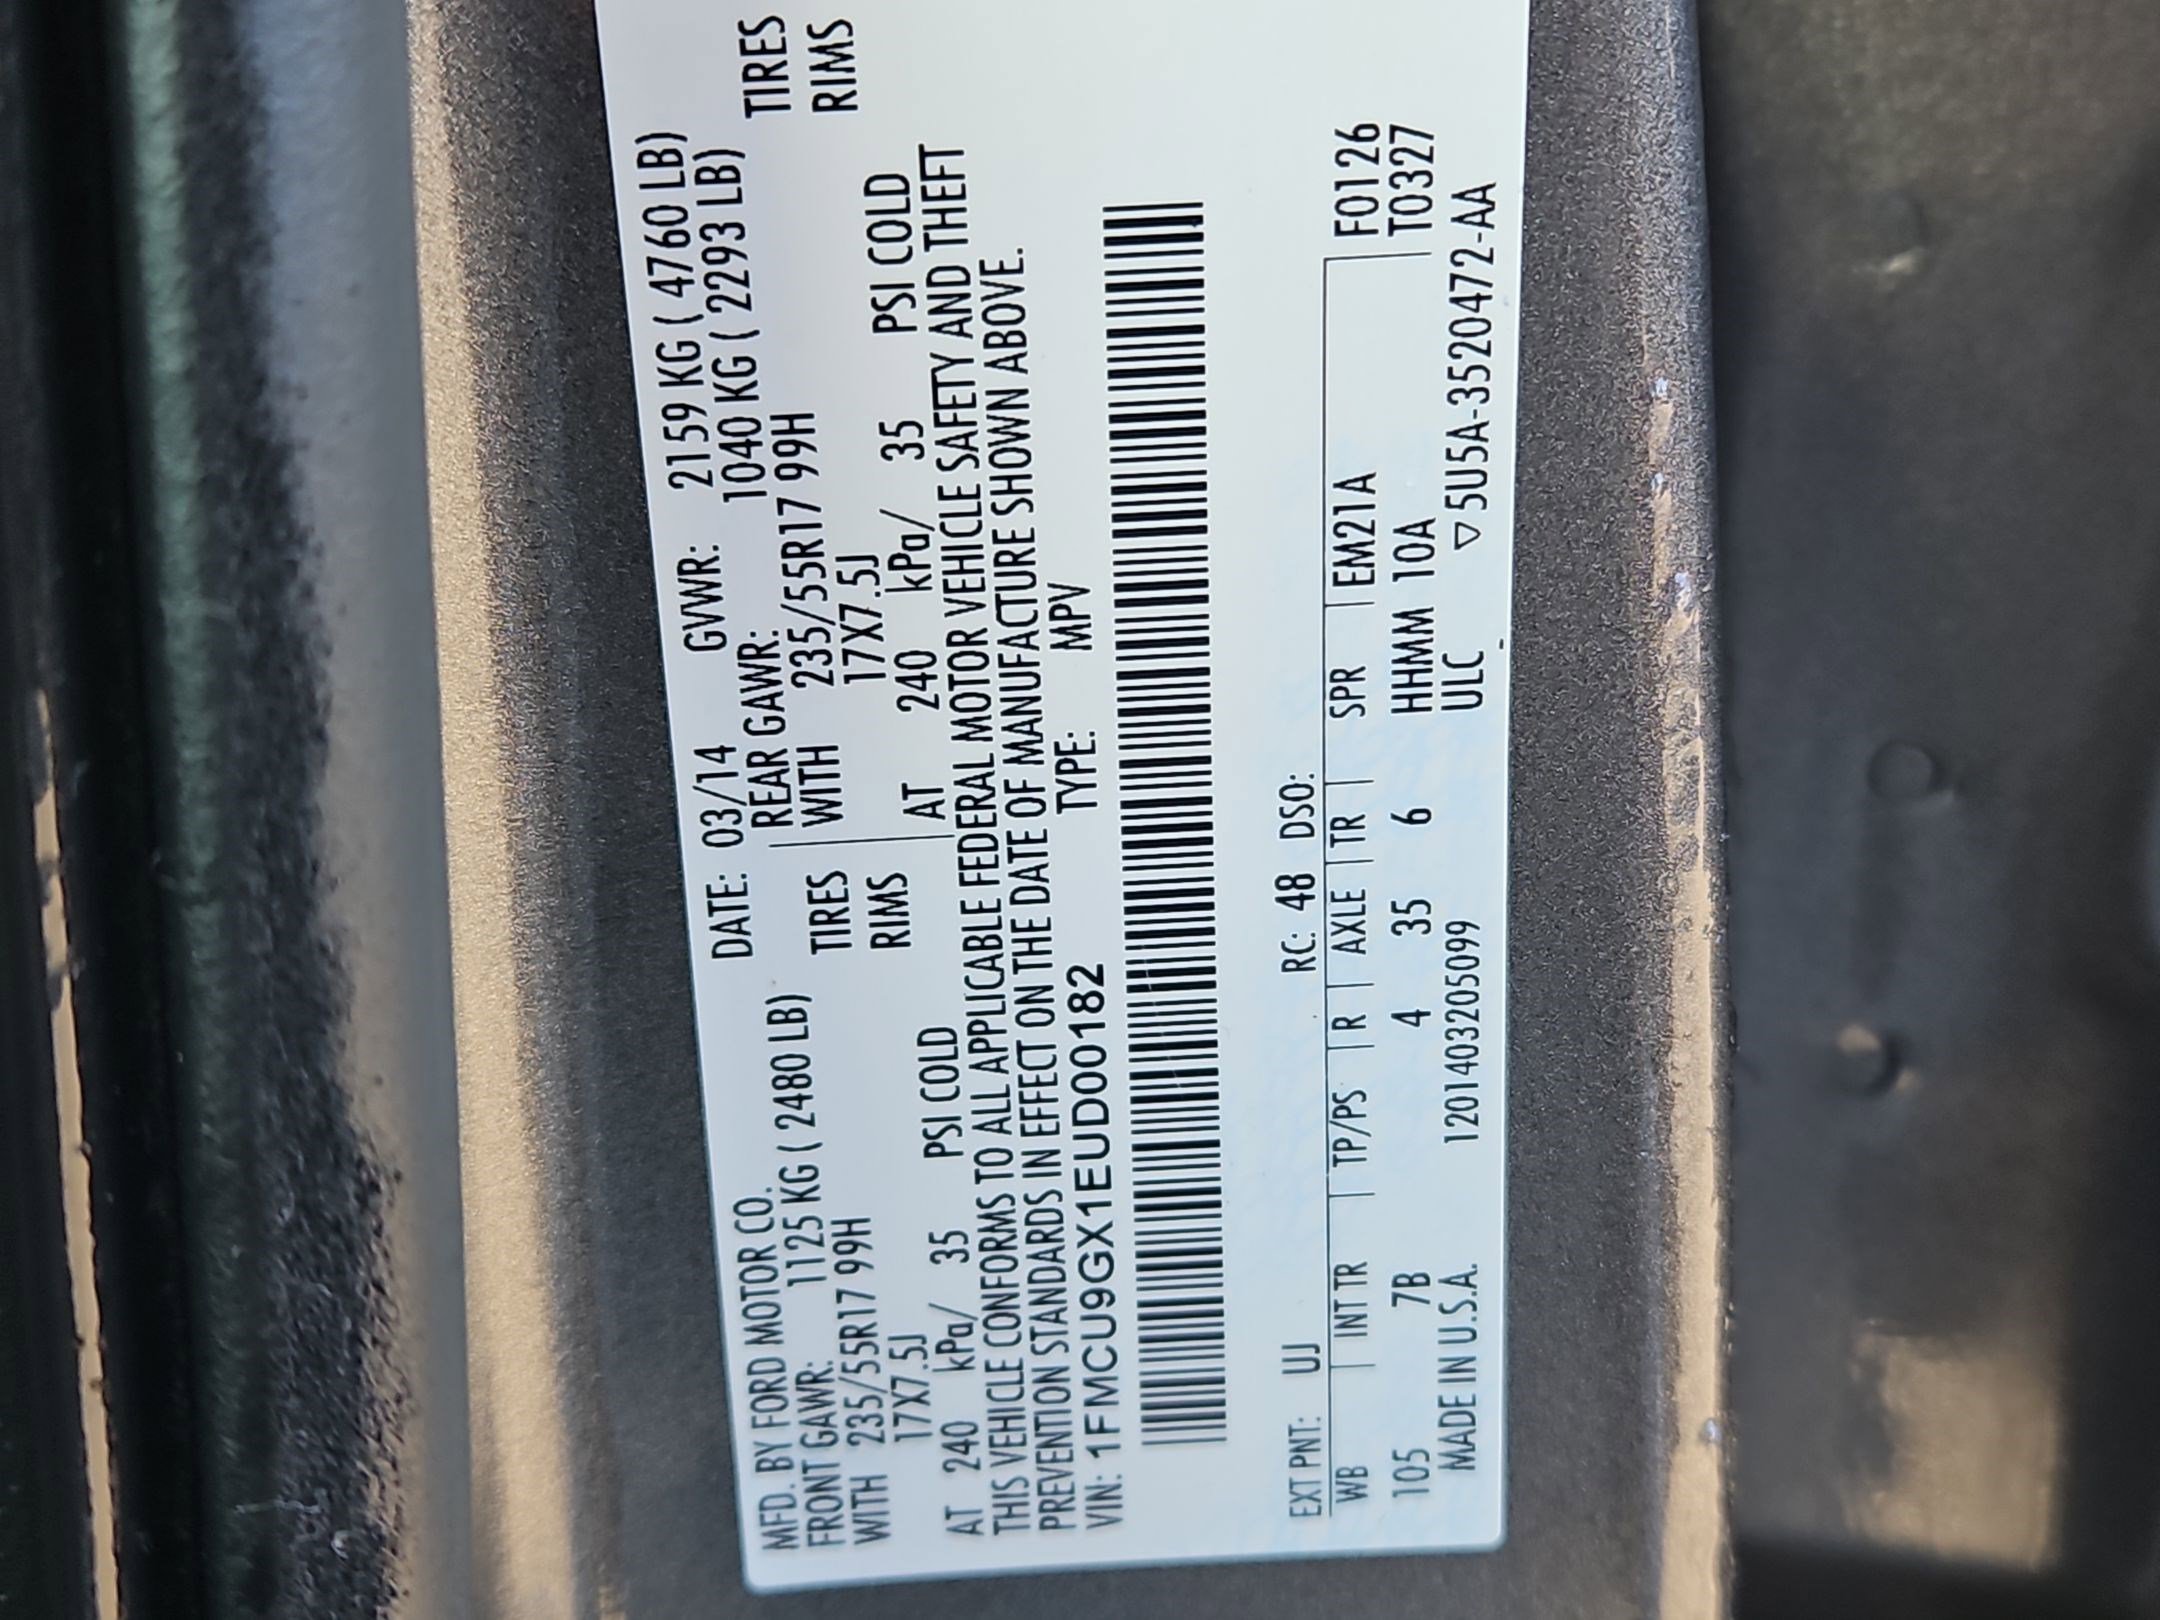 MFD. BY FORD MOTOR CO. DATE: 03/14 GVWR: 2159 KG ( 4760 LB)
FRONT GAWR: 1125 KG ( 2480 LB) REAR GAWR: 1040 KG ( 2293 LB)
WITH 235/55R17 99H TIRES WITH 235/55R17 99H TIRES
17X7.5J RIMS 17X7.5J RIMS
AT 240 kPa/ 35 PSI COLD AT 240 kPa/ 35 PSI COLD
THIS VEHICLE CONFORMS TO ALL APPLICABLE FEDERAL MOTOR VEHICLE SAFETY AND THEFT
PREVENTION STANDARDS IN EFFECT ON THE DATE OF MANUFACTURE SHOWN ABOVE.
VIN: 1FMCU9GX1EUD00182 TYPE: MPV
EXT PNT: UJ RC: 48 DSO:
WB | INT TR | TP/PS | R | AXLE | TR | SPR | EM21A F0126
105 7B 4 35 6 HHMM 10A T0327
MADE IN U.S.A. 12014032050​99 ULC ▽5U5A-3520472-AA